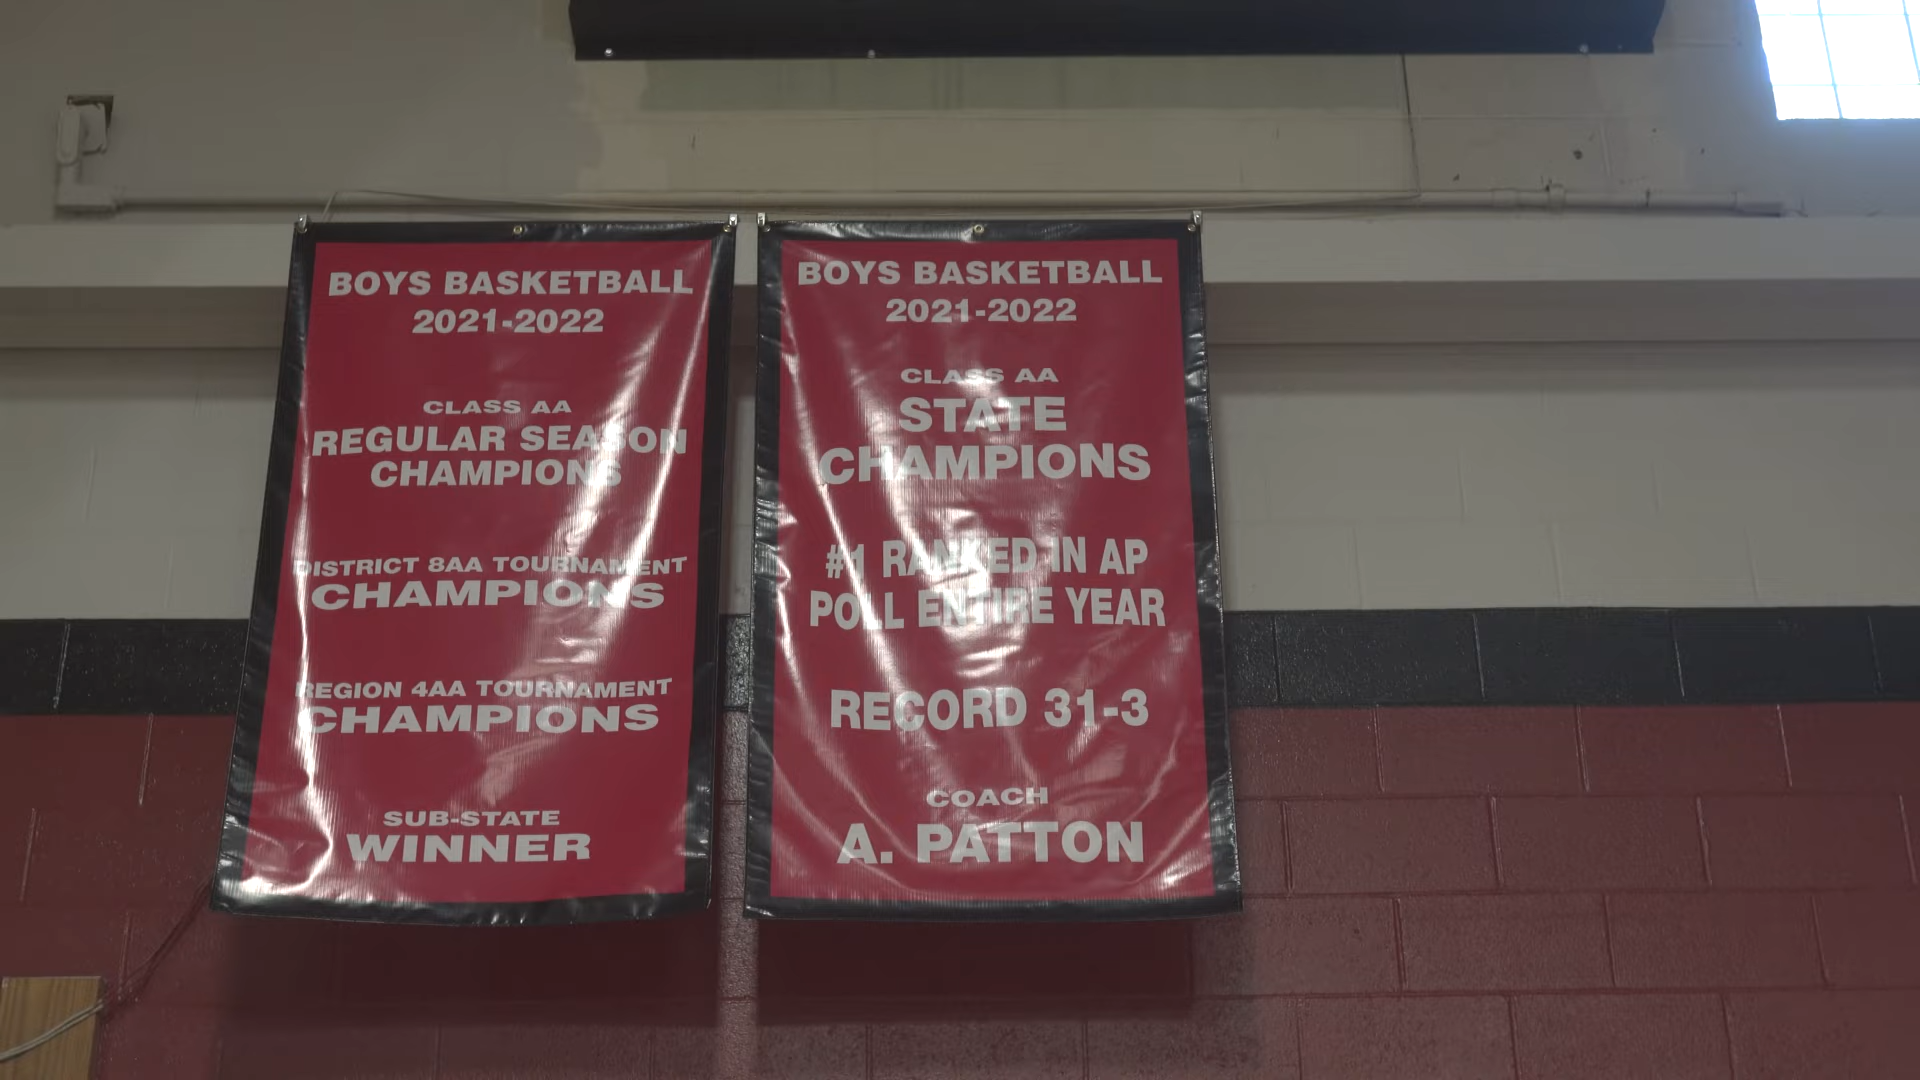 BOYS BASKETBALL
2021-2022
CLASS AA
REGULAR SEASON
CHAMPIONS
DISTRICT 8AA TOURNAMENT
CHAMPIONS
REGION 4AA TOURNAMENT
CHAMPIONS
SUB-STATE
WINNER
BOYS BASKETBALL
2021-2022
CLASS AA
STATE
CHAMPIONS
#1 RANKED IN AP
POLL ENTIRE YEAR
RECORD 31-3
COACH
A. PATTON